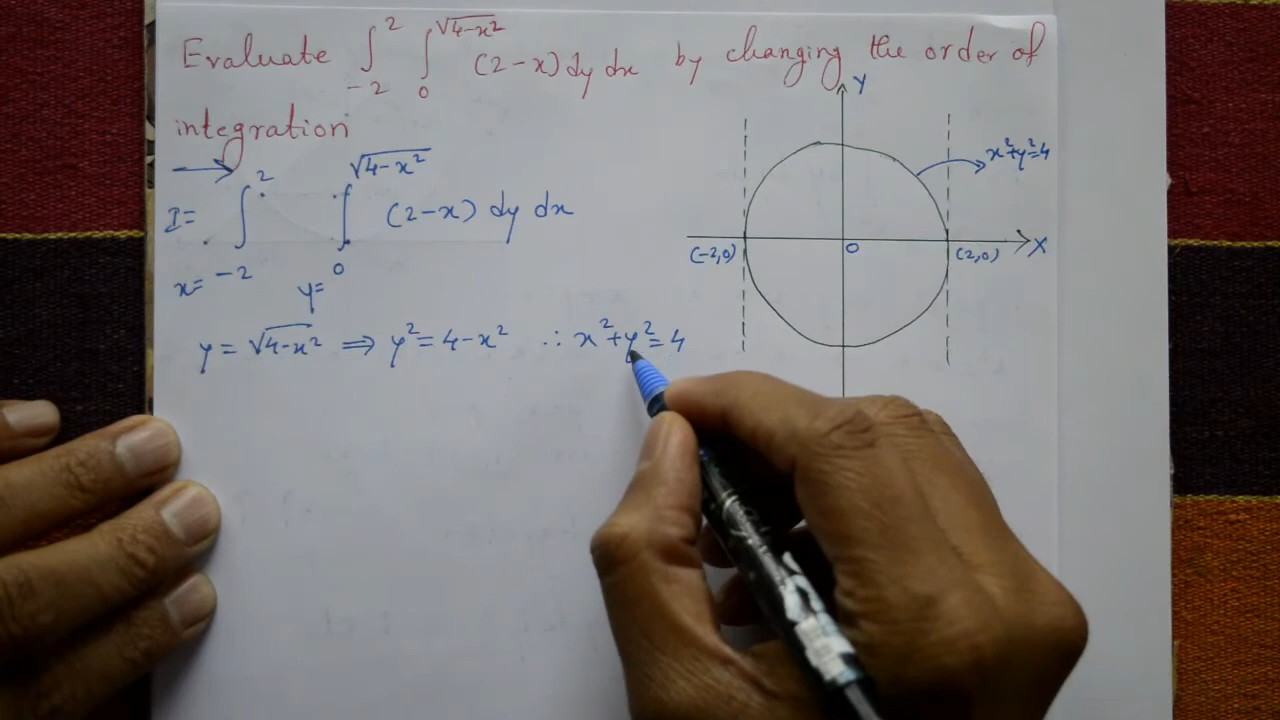 Evaluate ∫_{-2}^{2} ∫_{0}^{√4-x²} (2-x) dy dx by changing the order of
integration
I= ∫_{x=-2}^{2} ∫_{y=0}^{√4-x²} (2-x) dy dx
y = √4-x² ⟹ y² = 4-x² ∴ x²+y²=4
Y
x²+y²=4
(-2,0) O (2,0) X